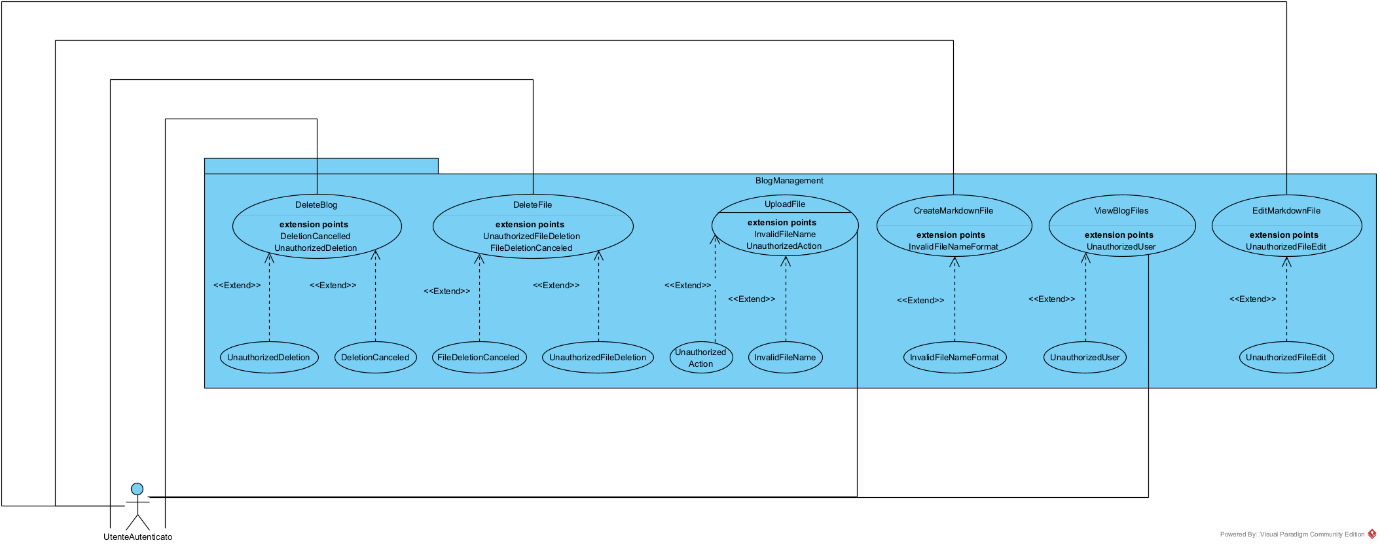 BlogManagement
DeleteBlog
extension points
DeletionCancelled
UnauthorizedDeletion
DeleteFile
extension points
UnauthorizedFileDeletion
FileDeletionCanceled
UploadFile
extension points
InvalidFileName
UnauthorizedAction
CreateMarkdownFile
extension points
InvalidFileNameFormat
ViewBlogFiles
extension points
UnauthorizedUser
EditMarkdownFile
extension points
UnauthorizedFileEdit
<<Extend>>
<<Extend>>
<<Extend>>
<<Extend>>
<<Extend>>
<<Extend>>
<<Extend>>
<<Extend>>
<<Extend>>
UnauthorizedDeletion
DeletionCanceled
FileDeletionCanceled
UnauthorizedFileDeletion
Unauthorized
Action
InvalidFileName
InvalidFileNameFormat
UnauthorizedUser
UnauthorizedFileEdit
UtenteAutenticato
Powered By: Visual Paradigm Community Edition